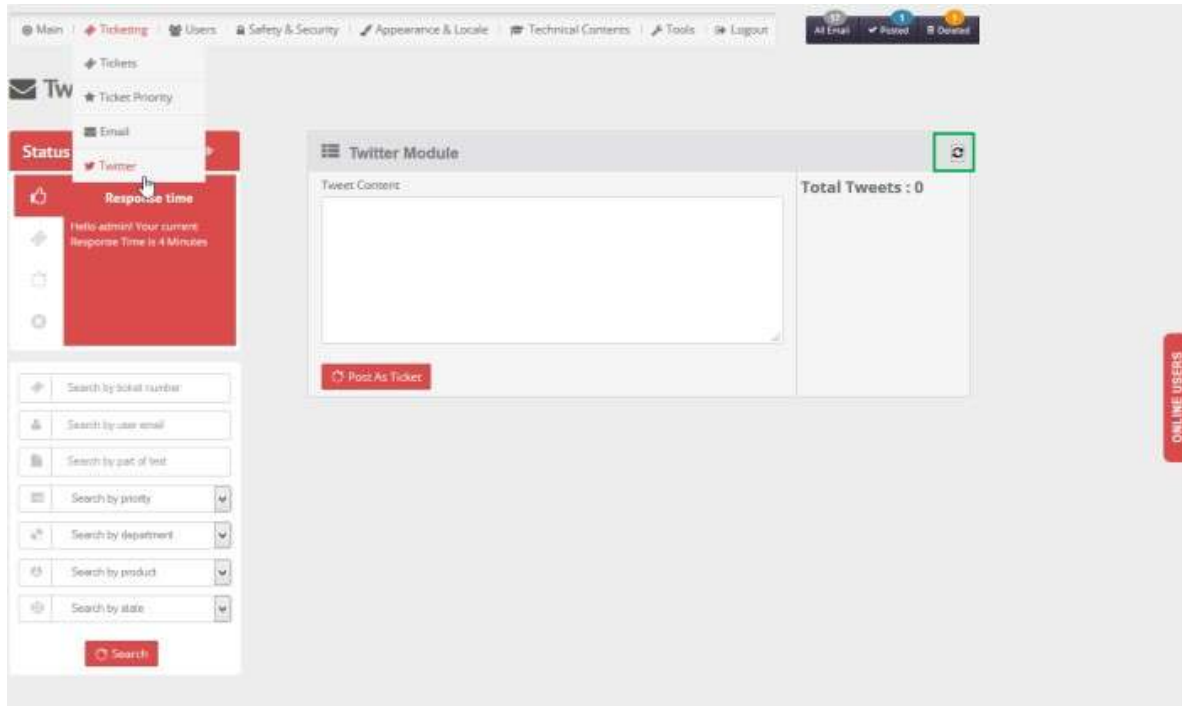 Main Ticketing Users Safety & Security Appearance & Locale Technical Contents Tools Logout
1
All Email Posted Deleted
Tickets
Tw
Ticket Priority
Email
Status
Twitter
Twitter Module
Response time
Tweet Content
Total Tweets : 0
Hello admin! Your current
Response Time is 4 Minutes
Post As Ticket
Search by ticket number
Search by user email
Search by part of text
Search by priority
Search by department
Search by product
Search by state
Search
ONLINE USERS